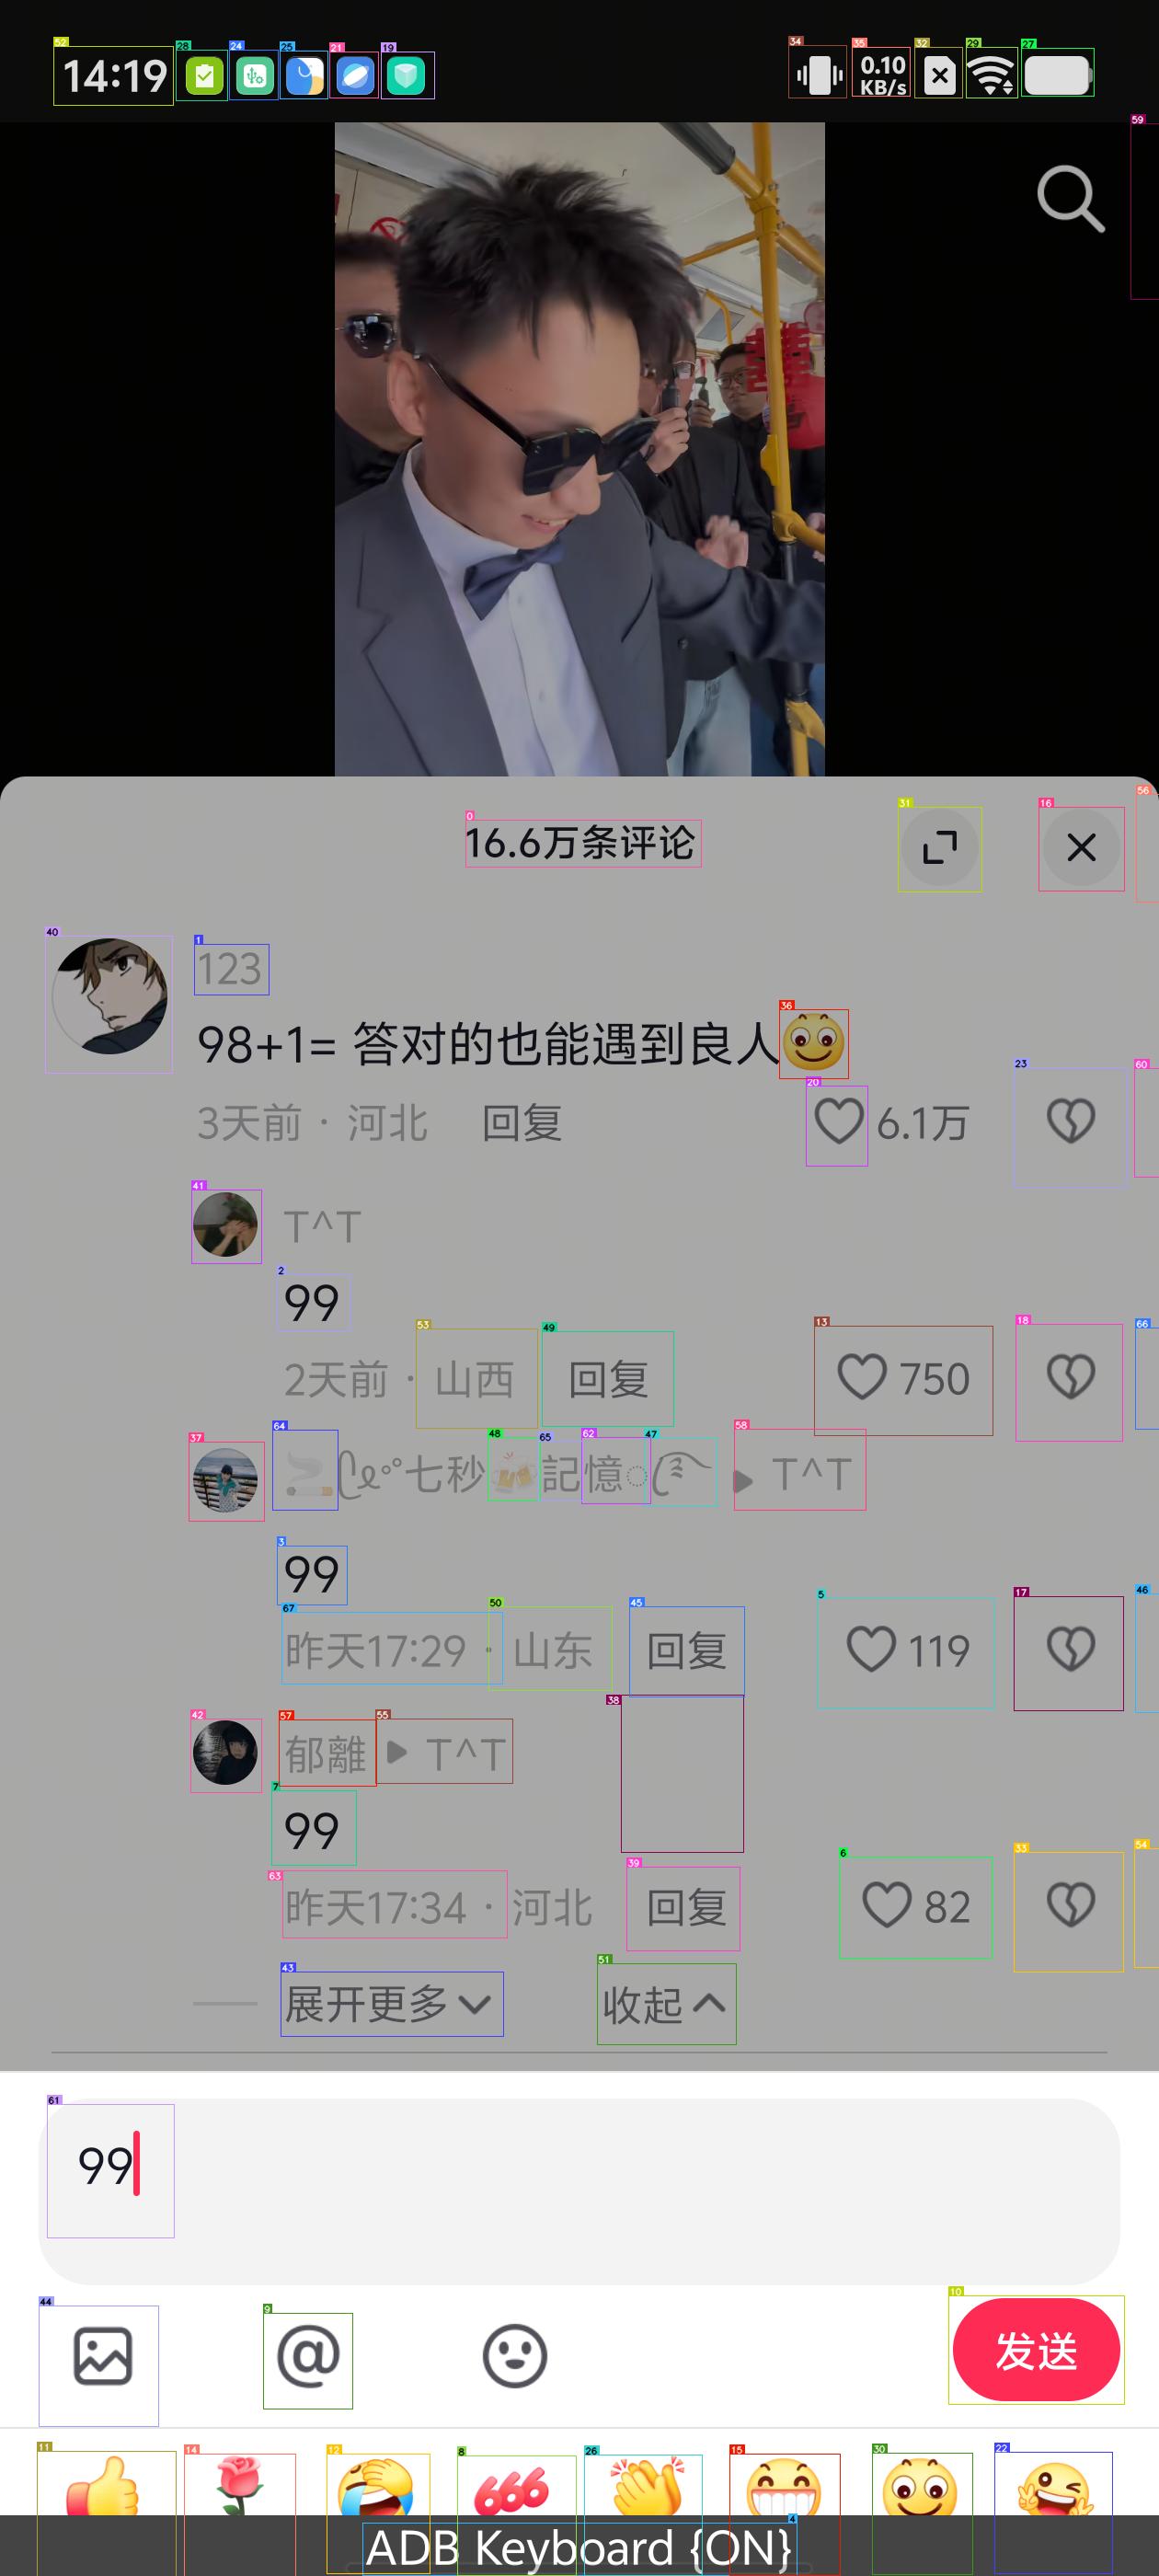 14:19
0.10
KB/s
16.6万条评论
123
98+1= 答对的也能遇到良人
3天前 · 河北 回复 6.1万
T^T
99
2天前 · 山西 回复 750
七秒🍻記憶 ▶ T^T
99
昨天17:29 · 山东 回复 119
郁離 ▶ T^T
99
昨天17:34 · 河北 回复 82
展开更多 收起
99
@ 发送
666
ADB Keyboard {ON}